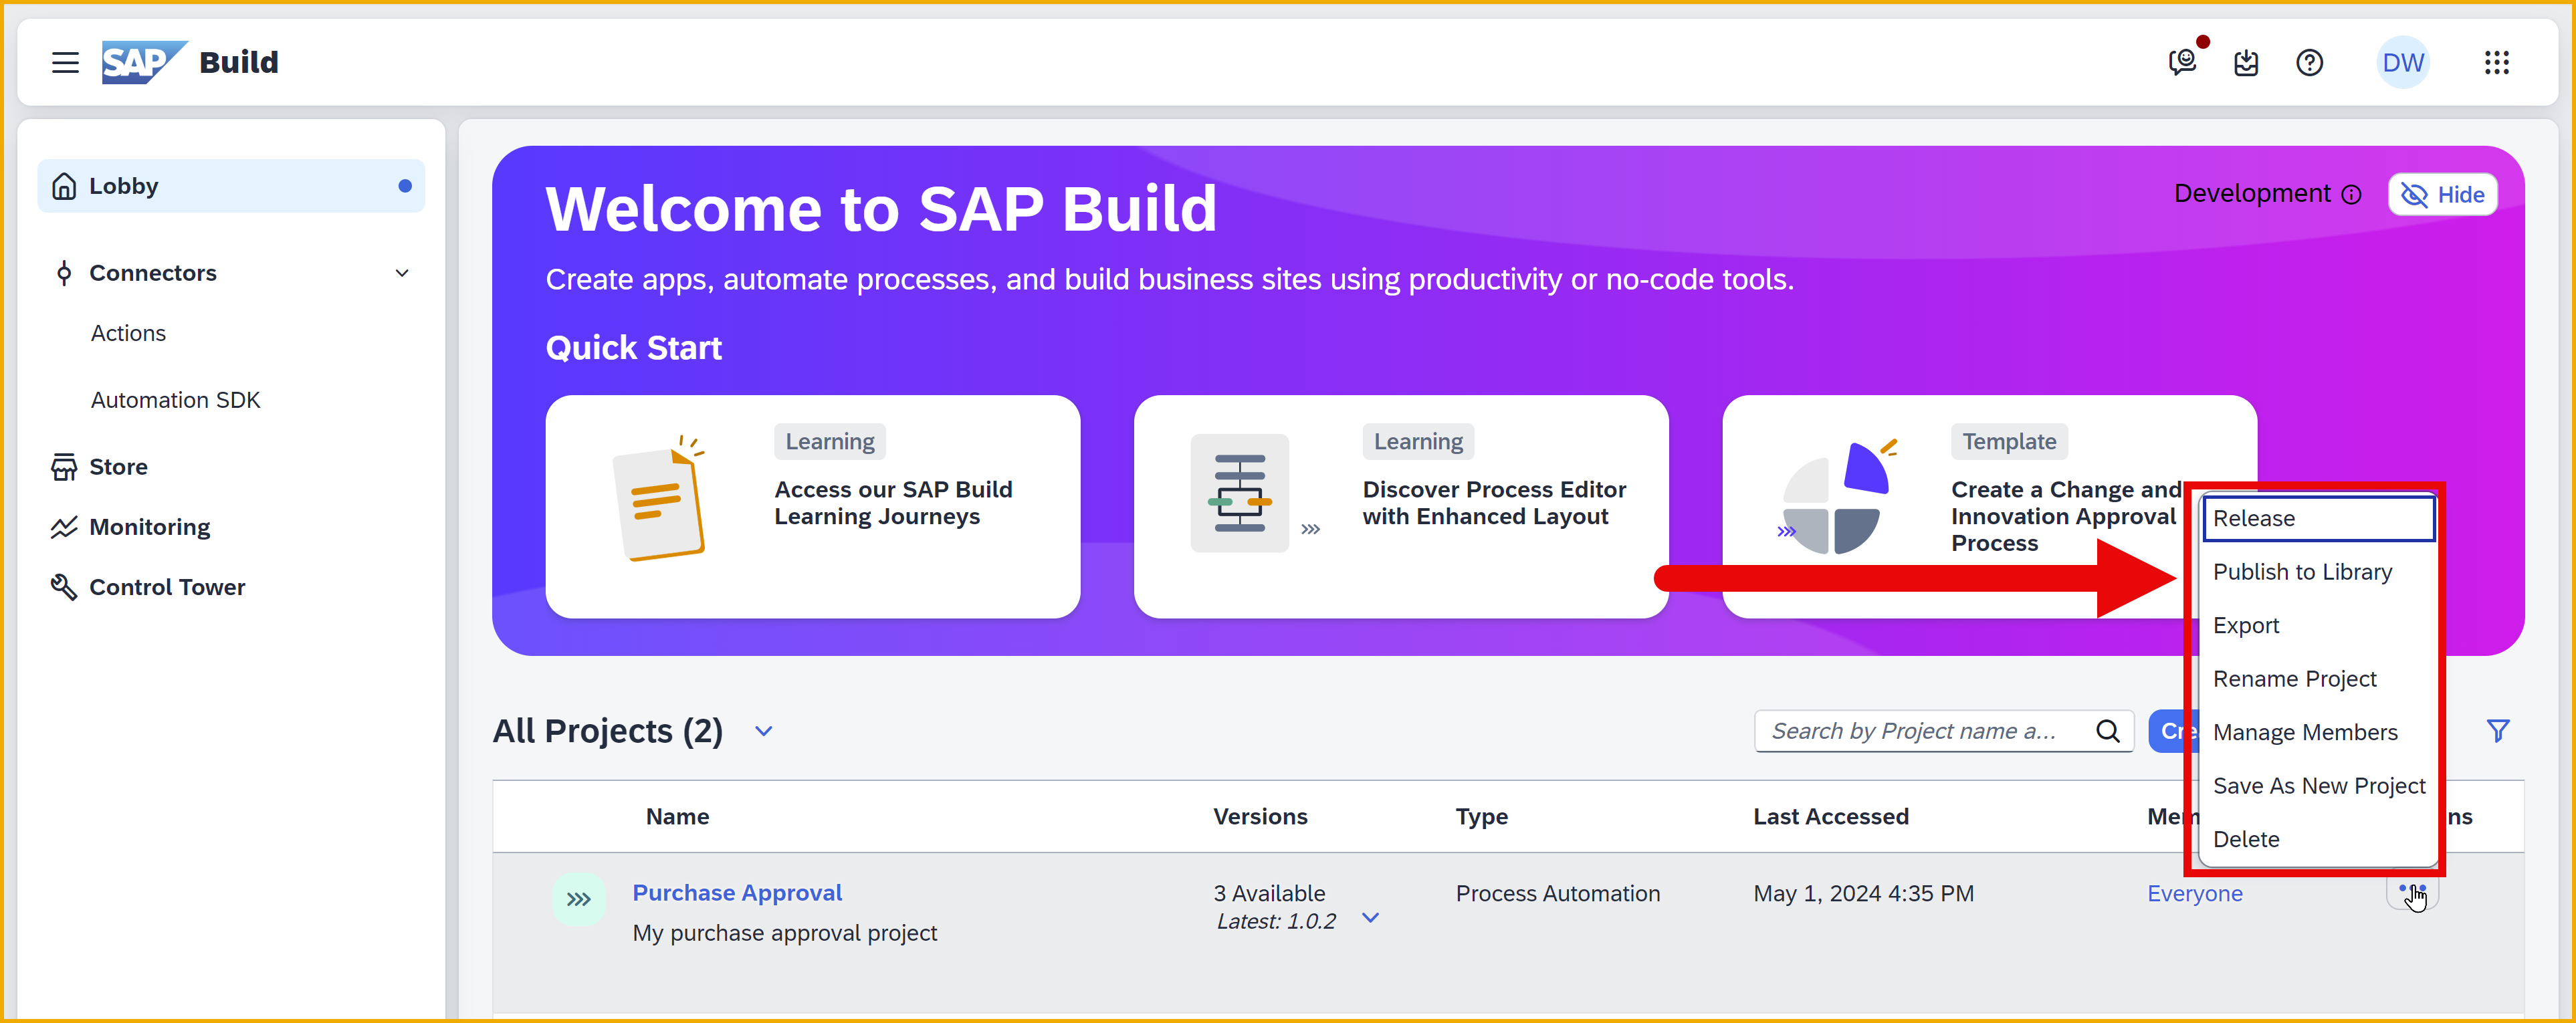 SAP Build
DW
Lobby
Connectors
Actions
Automation SDK
Store
Monitoring
Control Tower
Welcome to SAP Build
Development
Hide
Create apps, automate processes, and build business sites using productivity or no-code tools.
Quick Start
Learning
Access our SAP Build
Learning Journeys
Learning
Discover Process Editor
with Enhanced Layout
Template
Create a Change and
Innovation Approval
Process
Release
Publish to Library
Export
Rename Project
Manage Members
Save As New Project
Delete
All Projects (2)
Search by Project name a...
Name
Versions
Type
Last Accessed
Purchase Approval
My purchase approval project
3 Available
Latest: 1.0.2
Process Automation
May 1, 2024 4:35 PM
Everyone